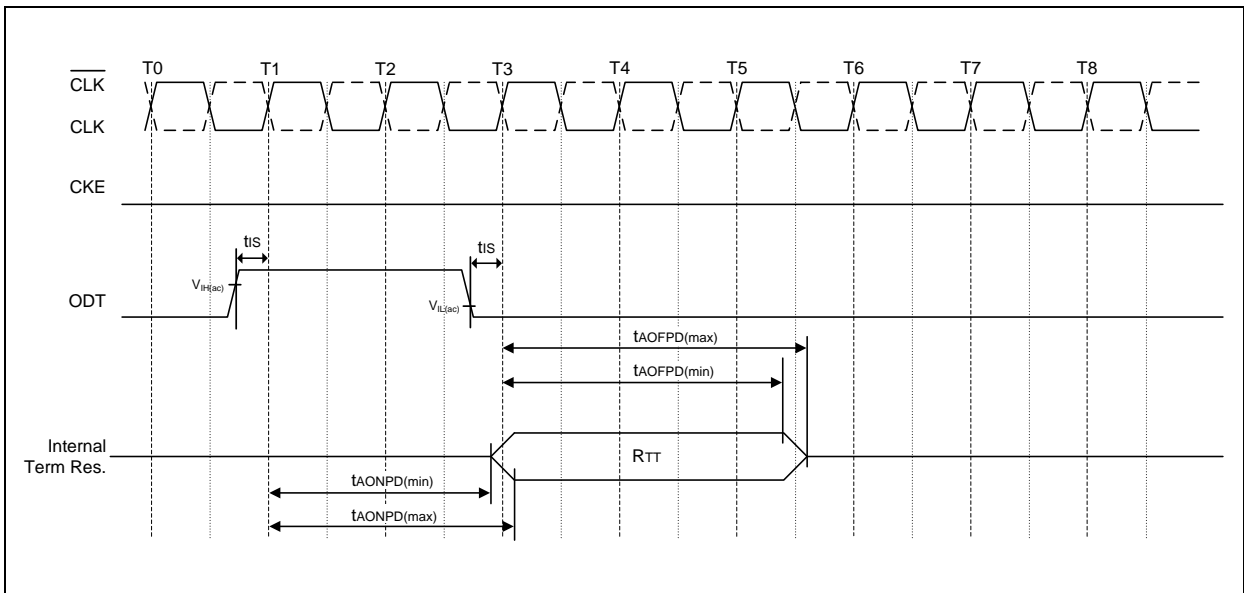 T0 T1 T2 T3 T4 T5 T6 T7 T8
CLK
CLK
CKE
tIS tIS
VIH(ac)
ODT
VIL(ac)
tAOFPD(max)
tAOFPD(min)
Internal
Term Res.
RTT
tAONPD(min)
tAONPD(max)